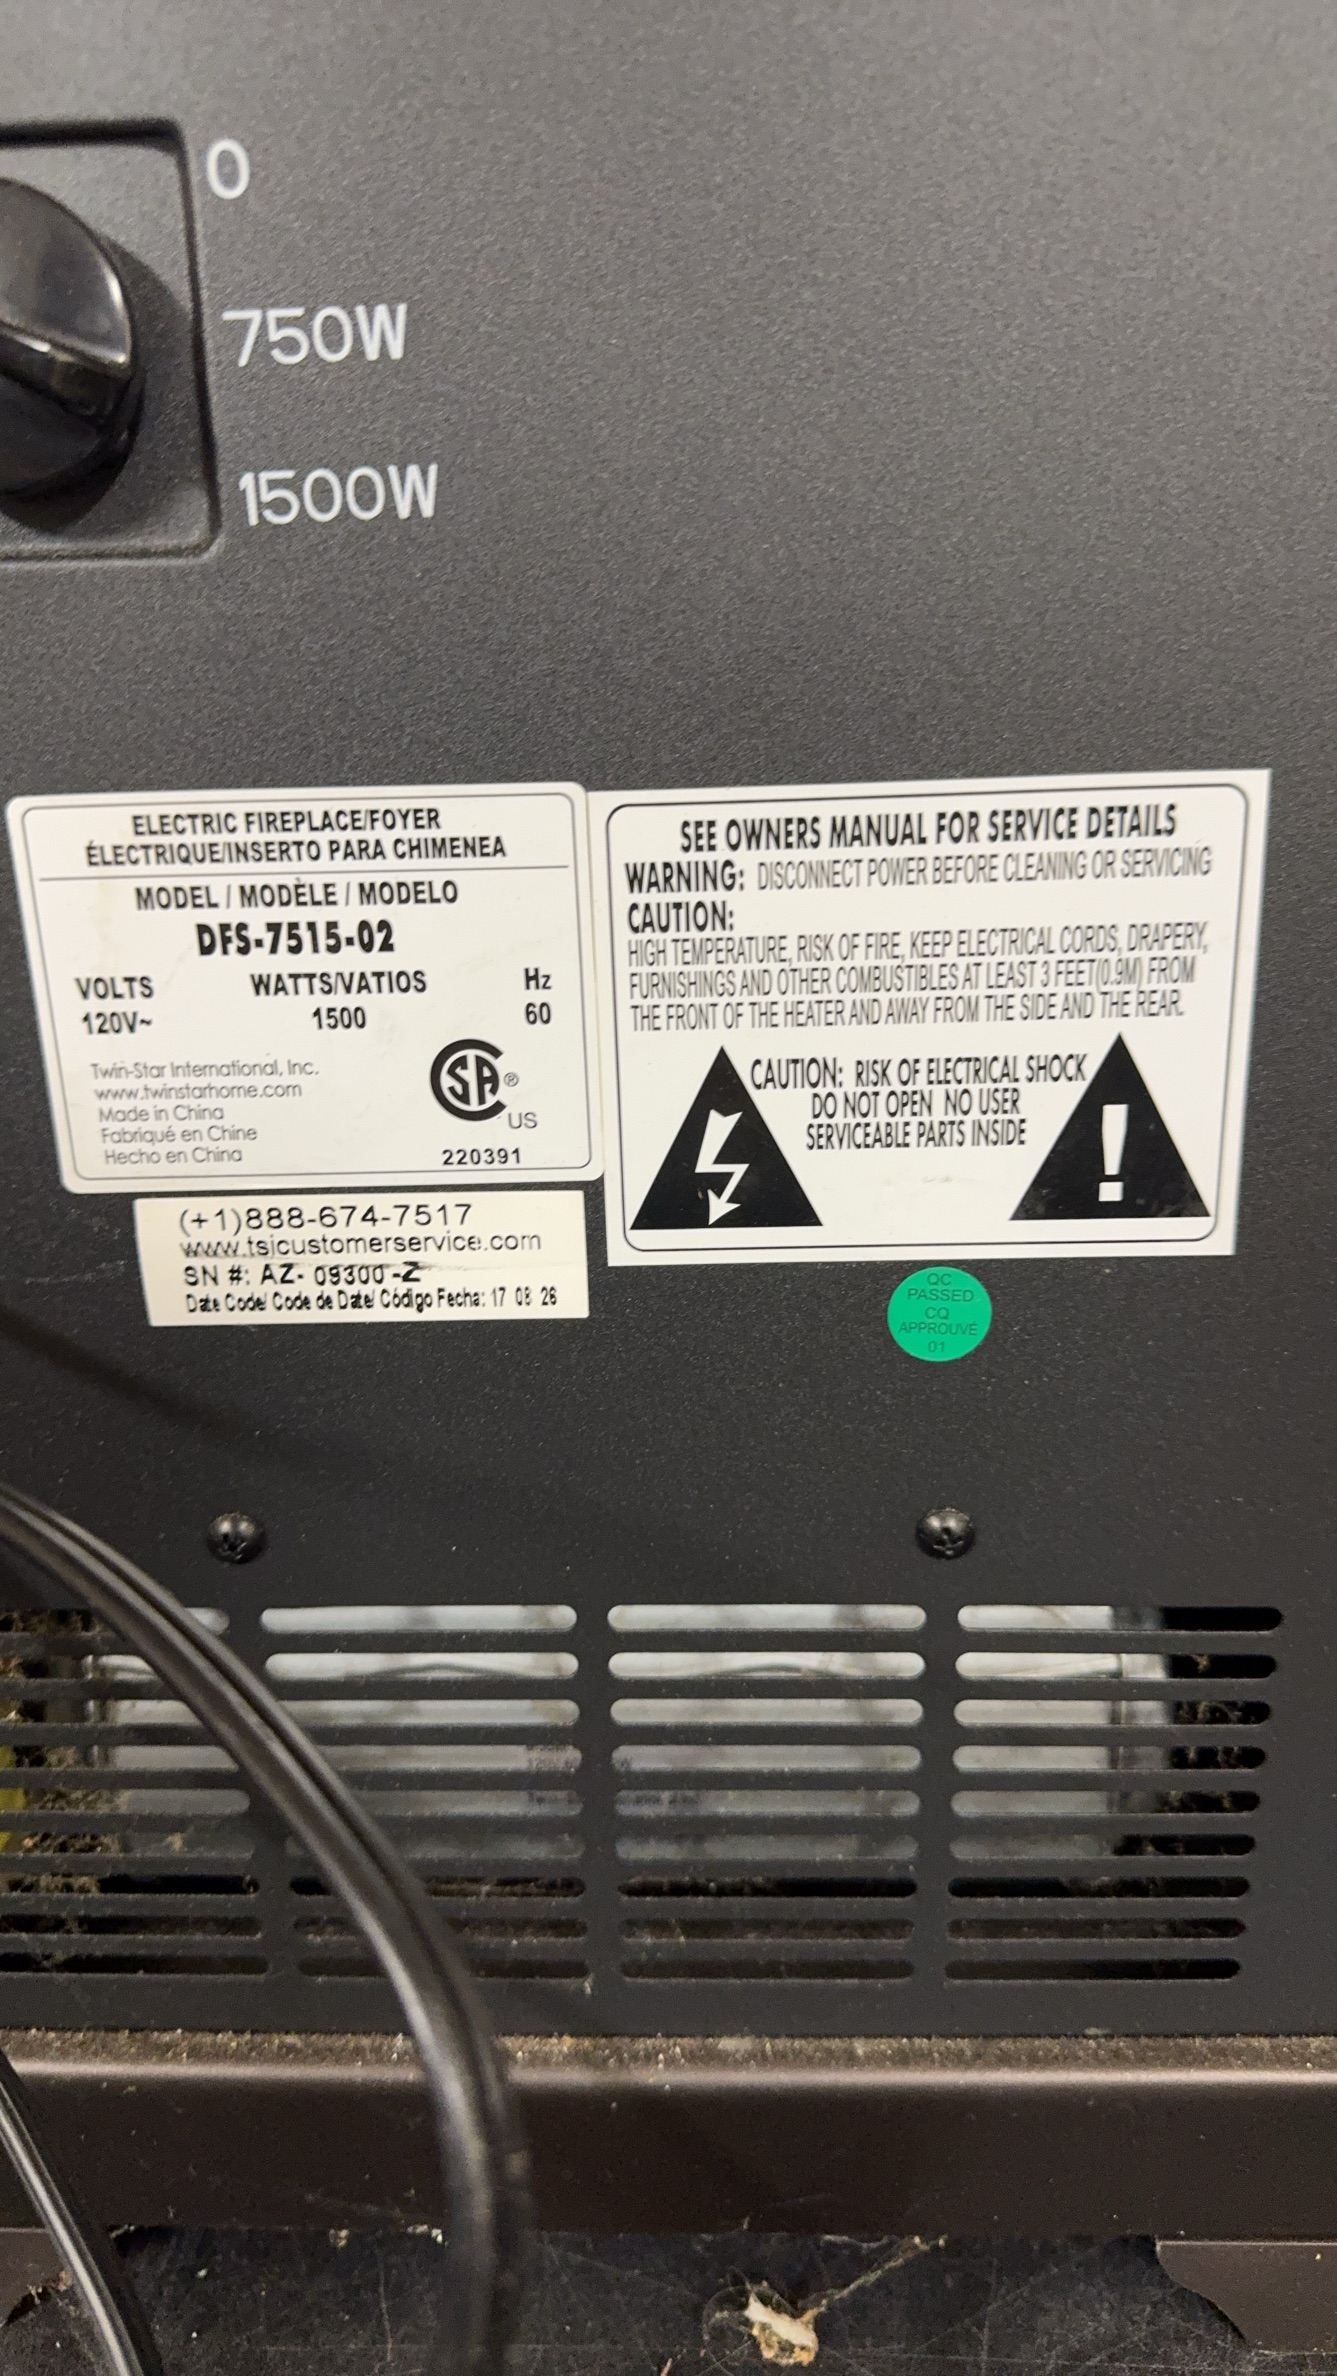 0
750W
1500W
ELECTRIC FIREPLACE/FOYER
ÉLECTRIQUE/INSERTO PARA CHIMENEA
MODEL / MODÈLE / MODELO
DFS-7515-02
VOLTS WATTS/VATIOS Hz
120V~ 1500 60
Twin-Star International, Inc.
www.twinstarhome.com
Made in China
Fabriqué en Chine
Hecho en China
SA ®
US
220391
(+1)888-674-7517
www.tsicustomerservice.com
SN #: AZ- 09300 -Z
Date Code/ Code de Date/ Código Fecha: 17 08 26
SEE OWNERS MANUAL FOR SERVICE DETAILS
WARNING: DISCONNECT POWER BEFORE CLEANING OR SERVICING
CAUTION:
HIGH TEMPERATURE, RISK OF FIRE, KEEP ELECTRICAL CORDS, DRAPERY,
FURNISHINGS AND OTHER COMBUSTIBLES AT LEAST 3 FEET(0.9M) FROM
THE FRONT OF THE HEATER AND AWAY FROM THE SIDE AND THE REAR.
CAUTION: RISK OF ELECTRICAL SHOCK
DO NOT OPEN NO USER
SERVICEABLE PARTS INSIDE
!
QC
PASSED
CQ
APPROUVÉ
01